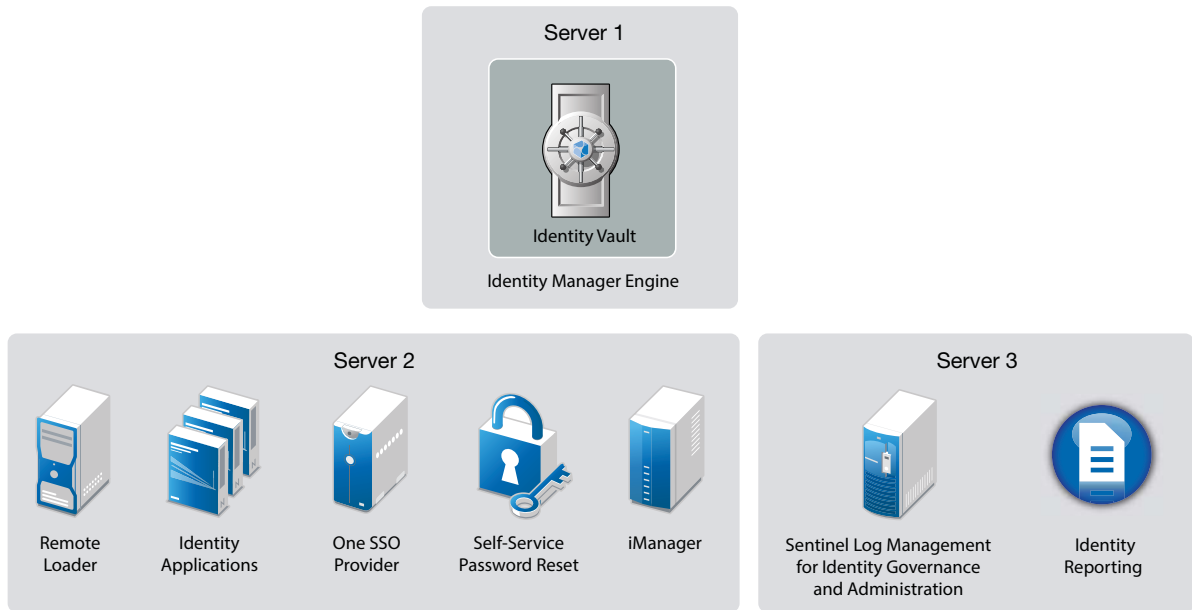 Server 1
Identity Vault
Identity Manager Engine
Server 2
Remote
Loader
Identity
Applications
One SSO
Provider
Self-Service
Password Reset
iManager
Server 3
Sentinel Log Management
for Identity Governance
and Administration
Identity
Reporting